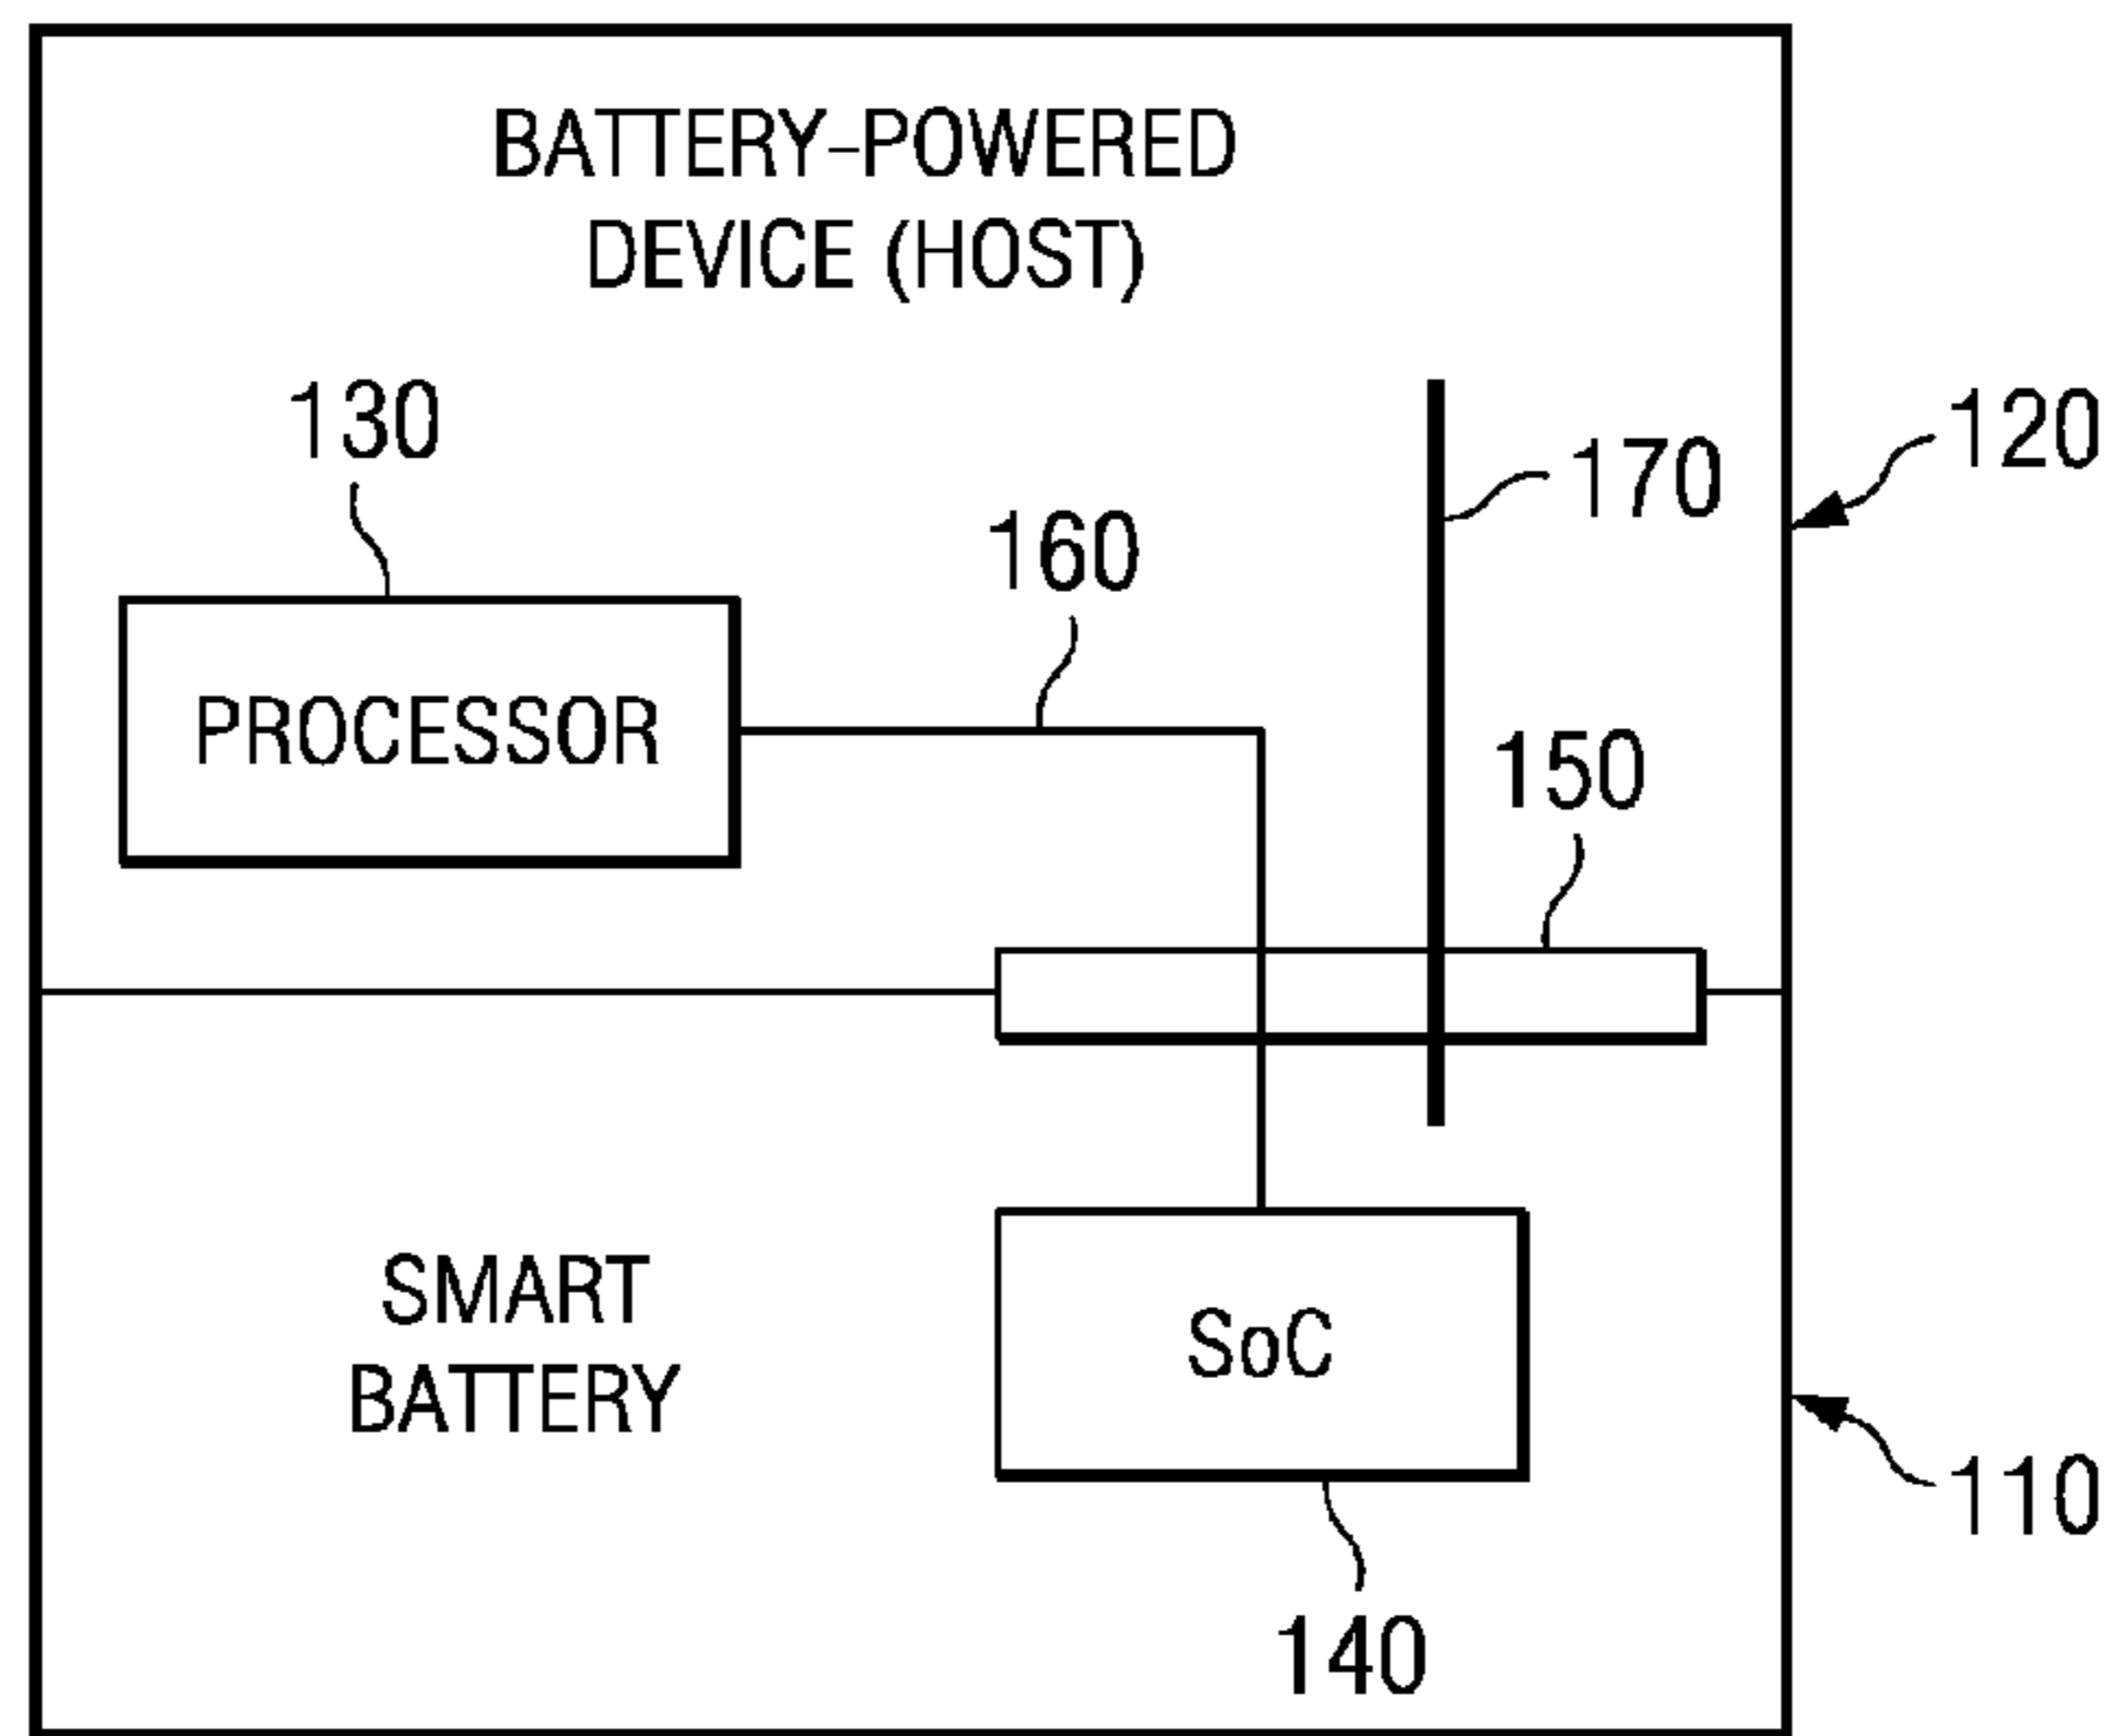 BATTERY-POWERED
DEVICE (HOST)
130
120
170
160
PROCESSOR
150
SMART
BATTERY
SoC
110
140